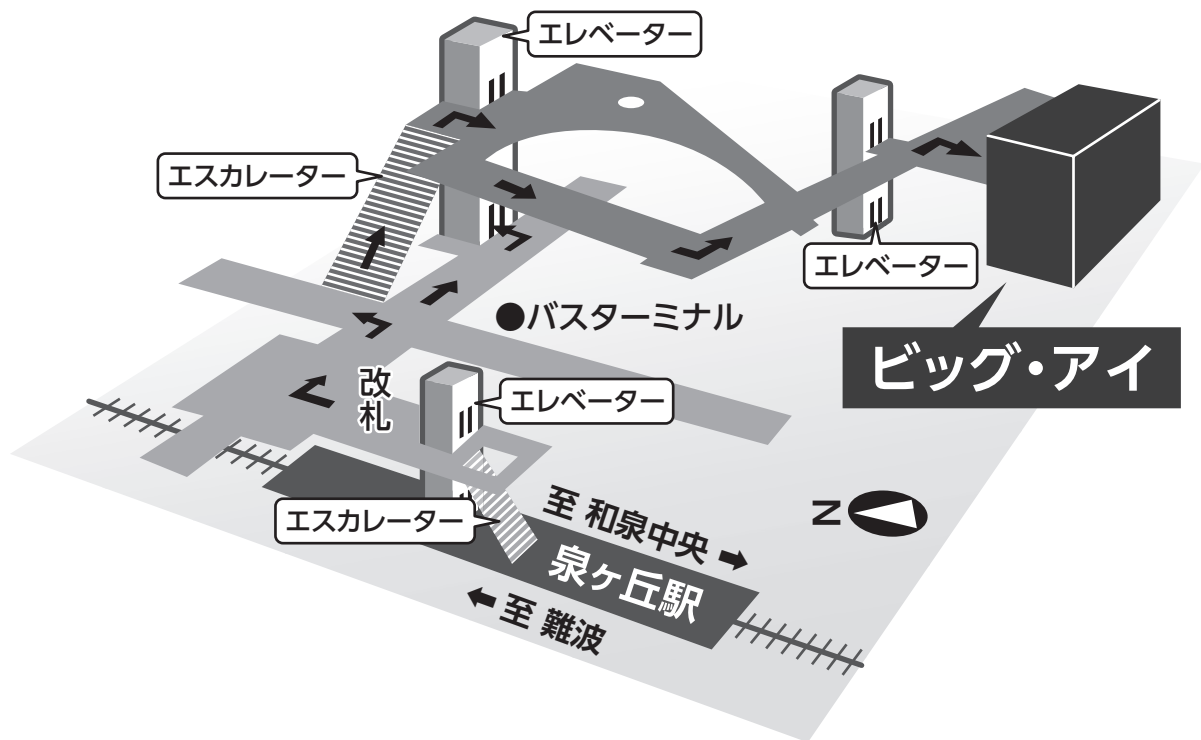 エレベーター
エスカレーター
エレベーター
●バスターミナル
ビッグ・アイ
改札
エレベーター
エスカレーター
至 和泉中央 ➡
泉ヶ丘駅
⬅ 至 難波
N